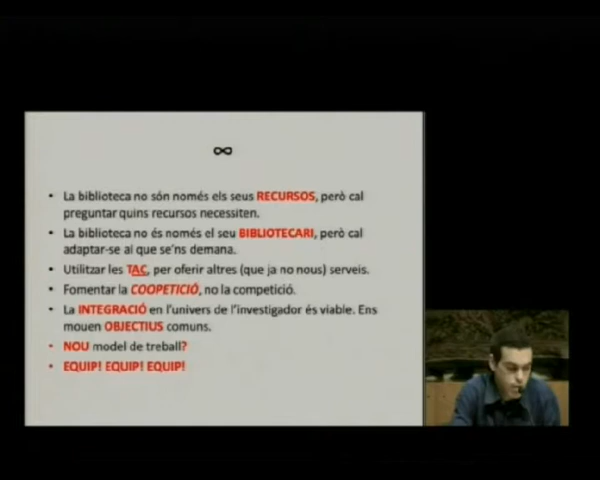 ∞
• La biblioteca no són només els seus RECURSOS, però cal
preguntar quins recursos necessiten.
• La biblioteca no és només el seu BIBLIOTECARI, però cal
adaptar-se al que se'ns demana.
• Utilitzar les TAC, per oferir altres (que ja no nous) serveis.
• Fomentar la COOPETICIÓ, no la competició.
• La INTEGRACIÓ en l'univers de l'investigador és viable. Ens
mouen OBJECTIUS comuns.
• NOU model de treball?
• EQUIP! EQUIP! EQUIP!